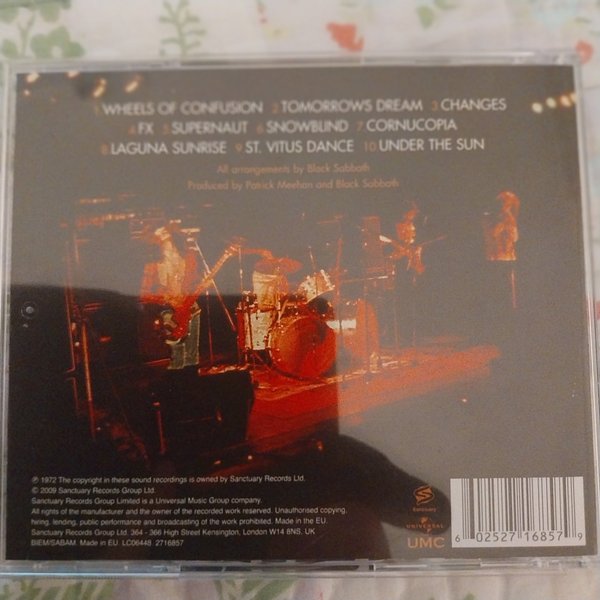 1 WHEELS OF CONFUSION 2 TOMORROW'S DREAM 3 CHANGES
4 FX 5 SUPERNAUT 6 SNOWBLIND 7 CORNUCOPIA
8 LAGUNA SUNRISE 9 ST. VITUS DANCE 10 UNDER THE SUN
All arrangements by Black Sabbath
Produced by Patrick Meehan and Black Sabbath
℗ 1972 The copyright in these sound recordings is owned by Sanctuary Records Ltd.
© 2009 Sanctuary Records Group Ltd.
Sanctuary Records Group Limited is a Universal Music Group company.
All rights of the manufacturer and the owner of the recorded work reserved. Unauthorised copying,
hiring, lending, public performance and broadcasting of the work prohibited. Made in the EU.
Sanctuary Records Group Ltd. 364 - 366 High Street Kensington, London W14 8NS. UK
BIEM/SABAM. Made in EU. LC06448 2716857
Sanctuary
UNIVERSAL
UMC
6 02527 16857 9